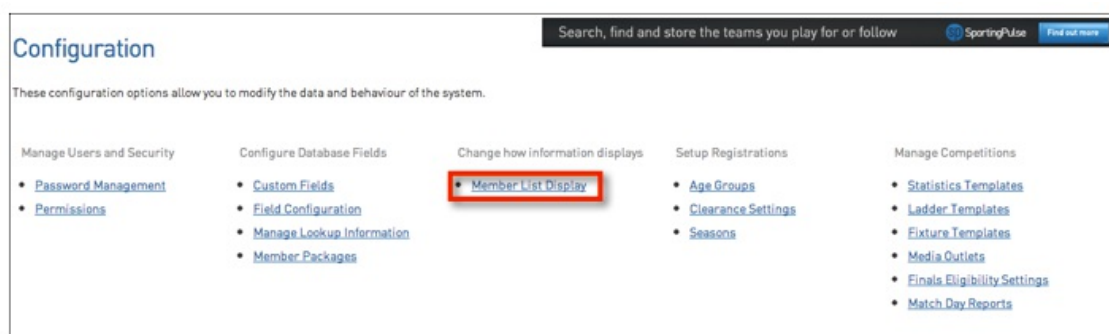 Search, find and store the teams you play for or follow
SportingPulse
Find out more
Configuration
These configuration options allow you to modify the data and behaviour of the system.
Manage Users and Security
Password Management
Permissions
Configure Database Fields
Custom Fields
Field Configuration
Manage Lookup Information
Member Packages
Change how information displays
Member List Display
Setup Registrations
Age Groups
Clearance Settings
Seasons
Manage Competitions
Statistics Templates
Ladder Templates
Fixture Templates
Media Outlets
Finals Eligibility Settings
Match Day Reports